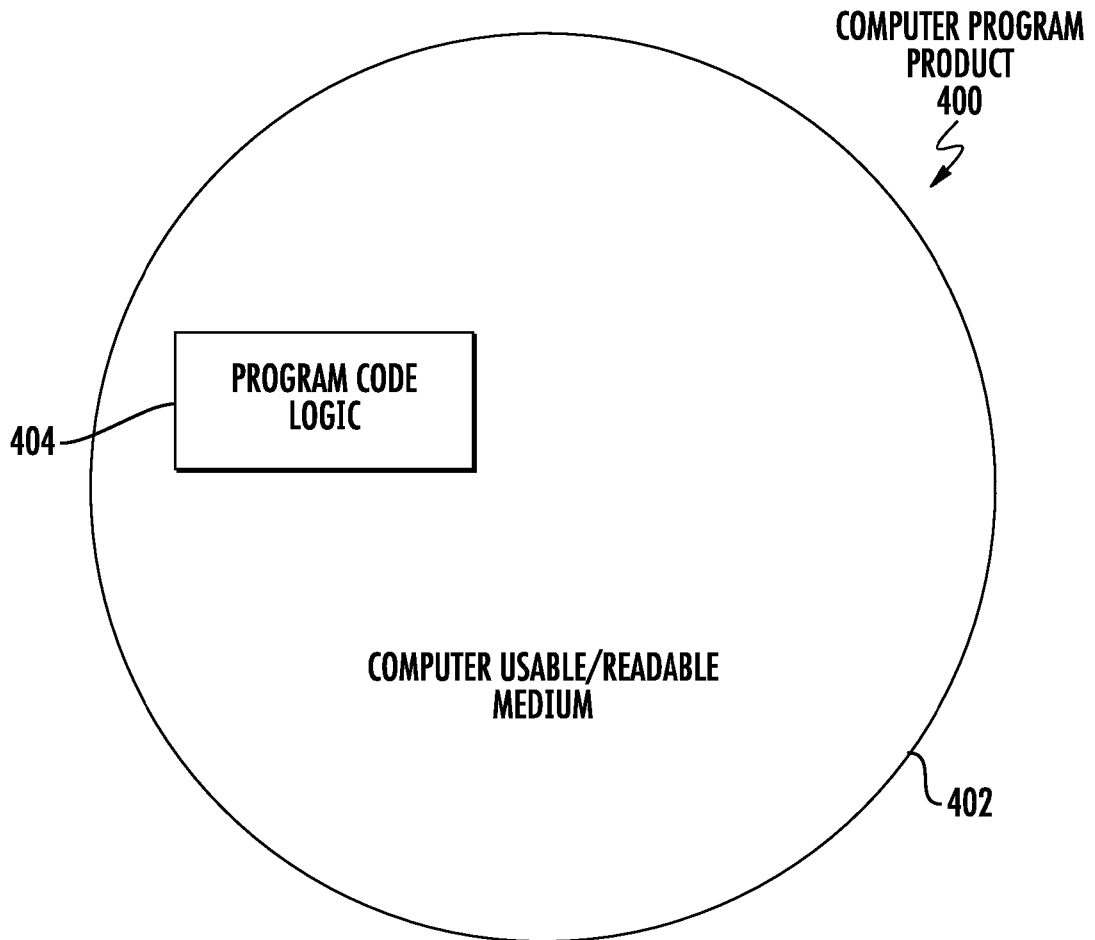 COMPUTER PROGRAM
PRODUCT
400
PROGRAM CODE
LOGIC
404
COMPUTER USABLE/READABLE
MEDIUM
402